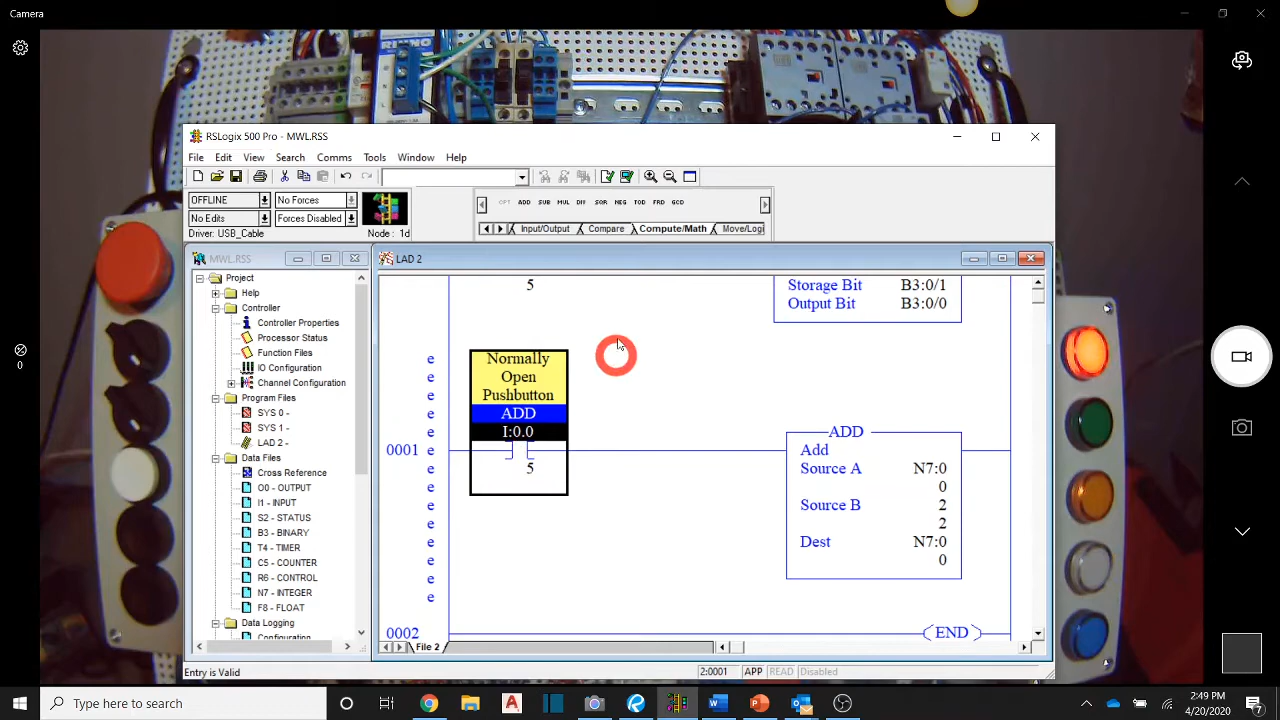 Camera
RHINO
RSLogix 500 Pro - MWL.RSS
File Edit View Search Comms Tools Window Help
OFFLINE No Forces
No Edits Forces Disabled
Driver: USB_Cable Node : 1d
OPT ADD SUB MUL DIV SQR NEG TOD FRD GCD
Input/Output Compare Compute/Math Move/Logi
MWL.RSS
Project
Help
Controller
Controller Properties
Processor Status
Function Files
IO Configuration
Channel Configuration
Program Files
SYS 0 -
SYS 1 -
LAD 2 -
Data Files
Cross Reference
O0 - OUTPUT
I1 - INPUT
S2 - STATUS
B3 - BINARY
T4 - TIMER
C5 - COUNTER
R6 - CONTROL
N7 - INTEGER
F8 - FLOAT
Data Logging
Configuration
LAD 2
5
Storage Bit B3:0/1
Output Bit B3:0/0
e
e
e
e
e
e
e
e
e
e
e
e
e
e
Normally
Open
Pushbutton
ADD
I:0.0
5
0001
ADD
Add
Source A N7:0
0
Source B 2
2
Dest N7:0
0
0002
END
File 2
Entry is Valid
2:0001 APP READ Disabled
0
Type here to search
2:49 PM
4/20/2020
7